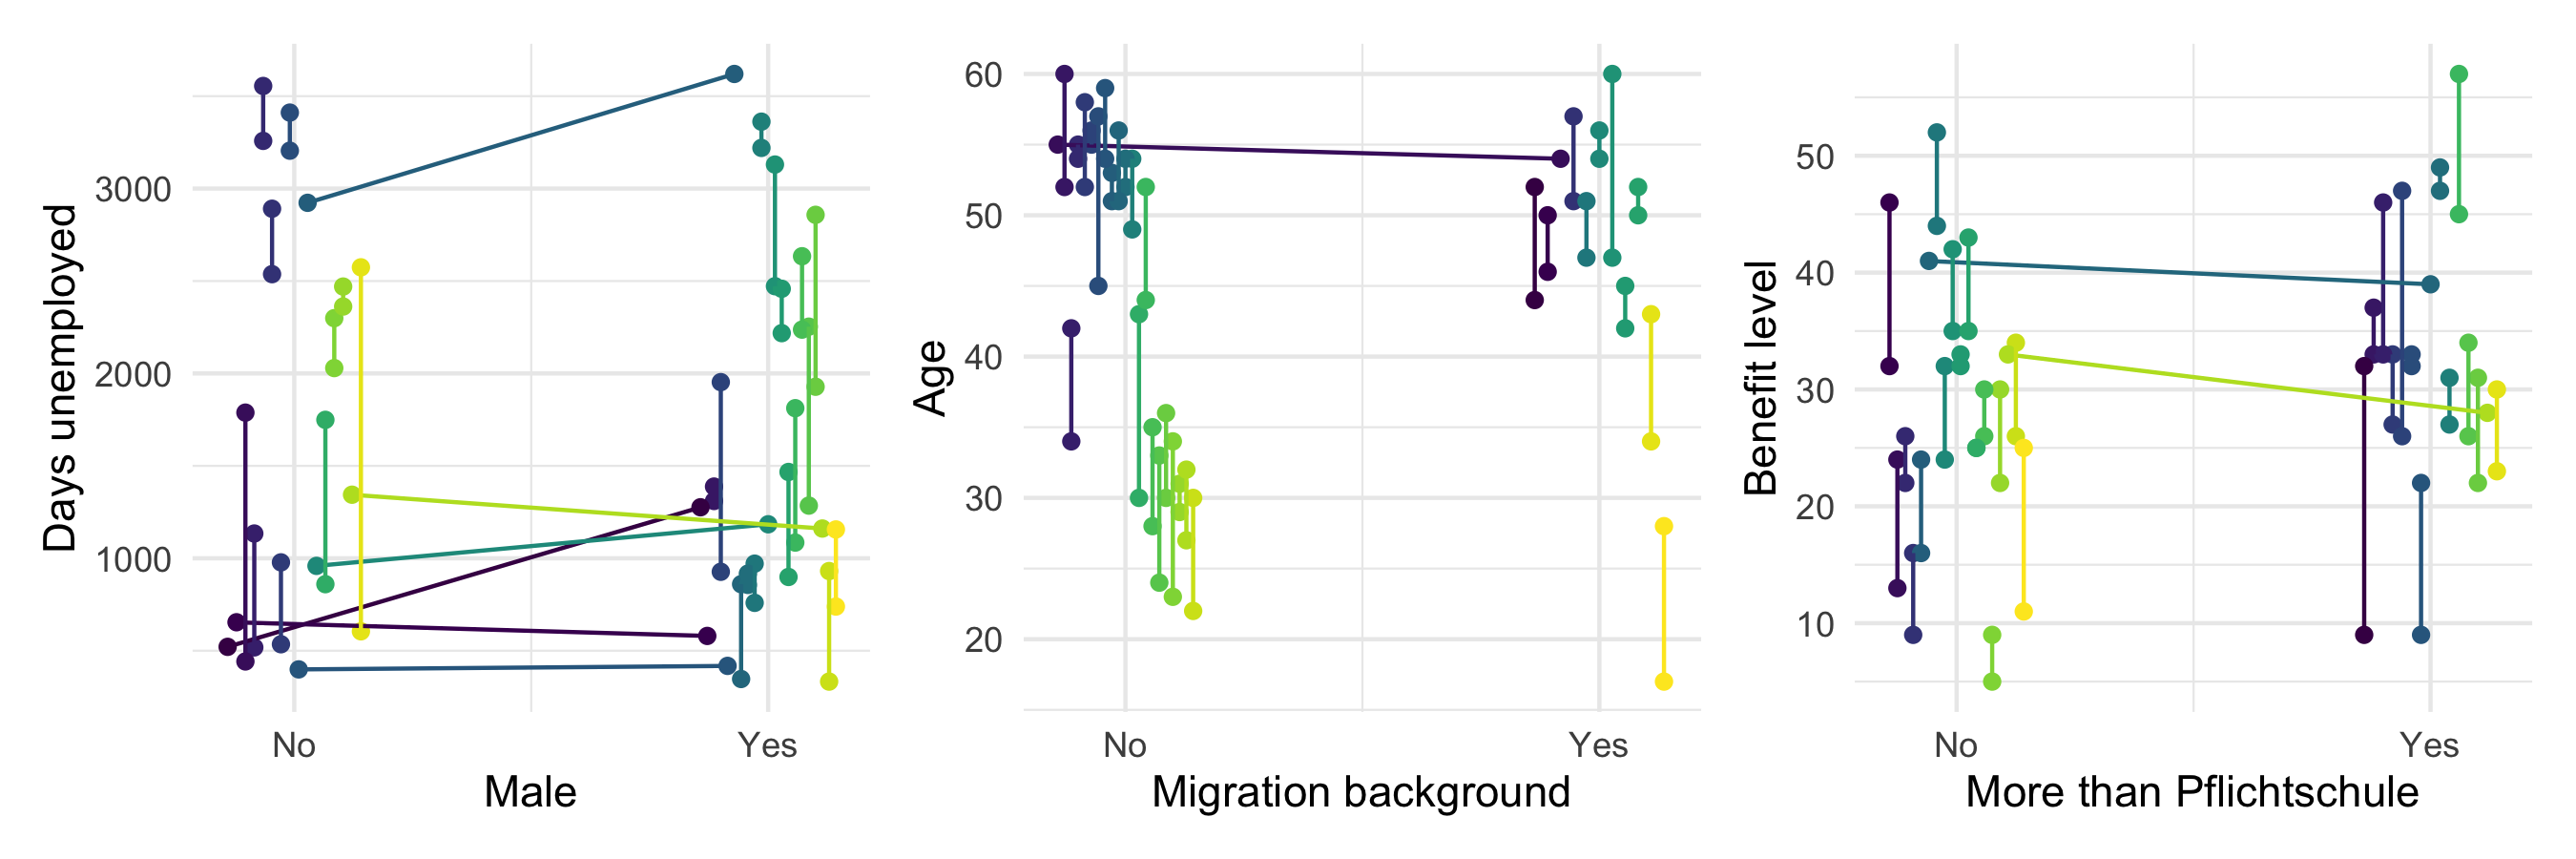 Days unemployed
3000
2000
1000
No
Yes
Male
Age
60
50
40
30
20
No
Yes
Migration background
Benefit level
50
40
30
20
10
No
Yes
More than Pflichtschule